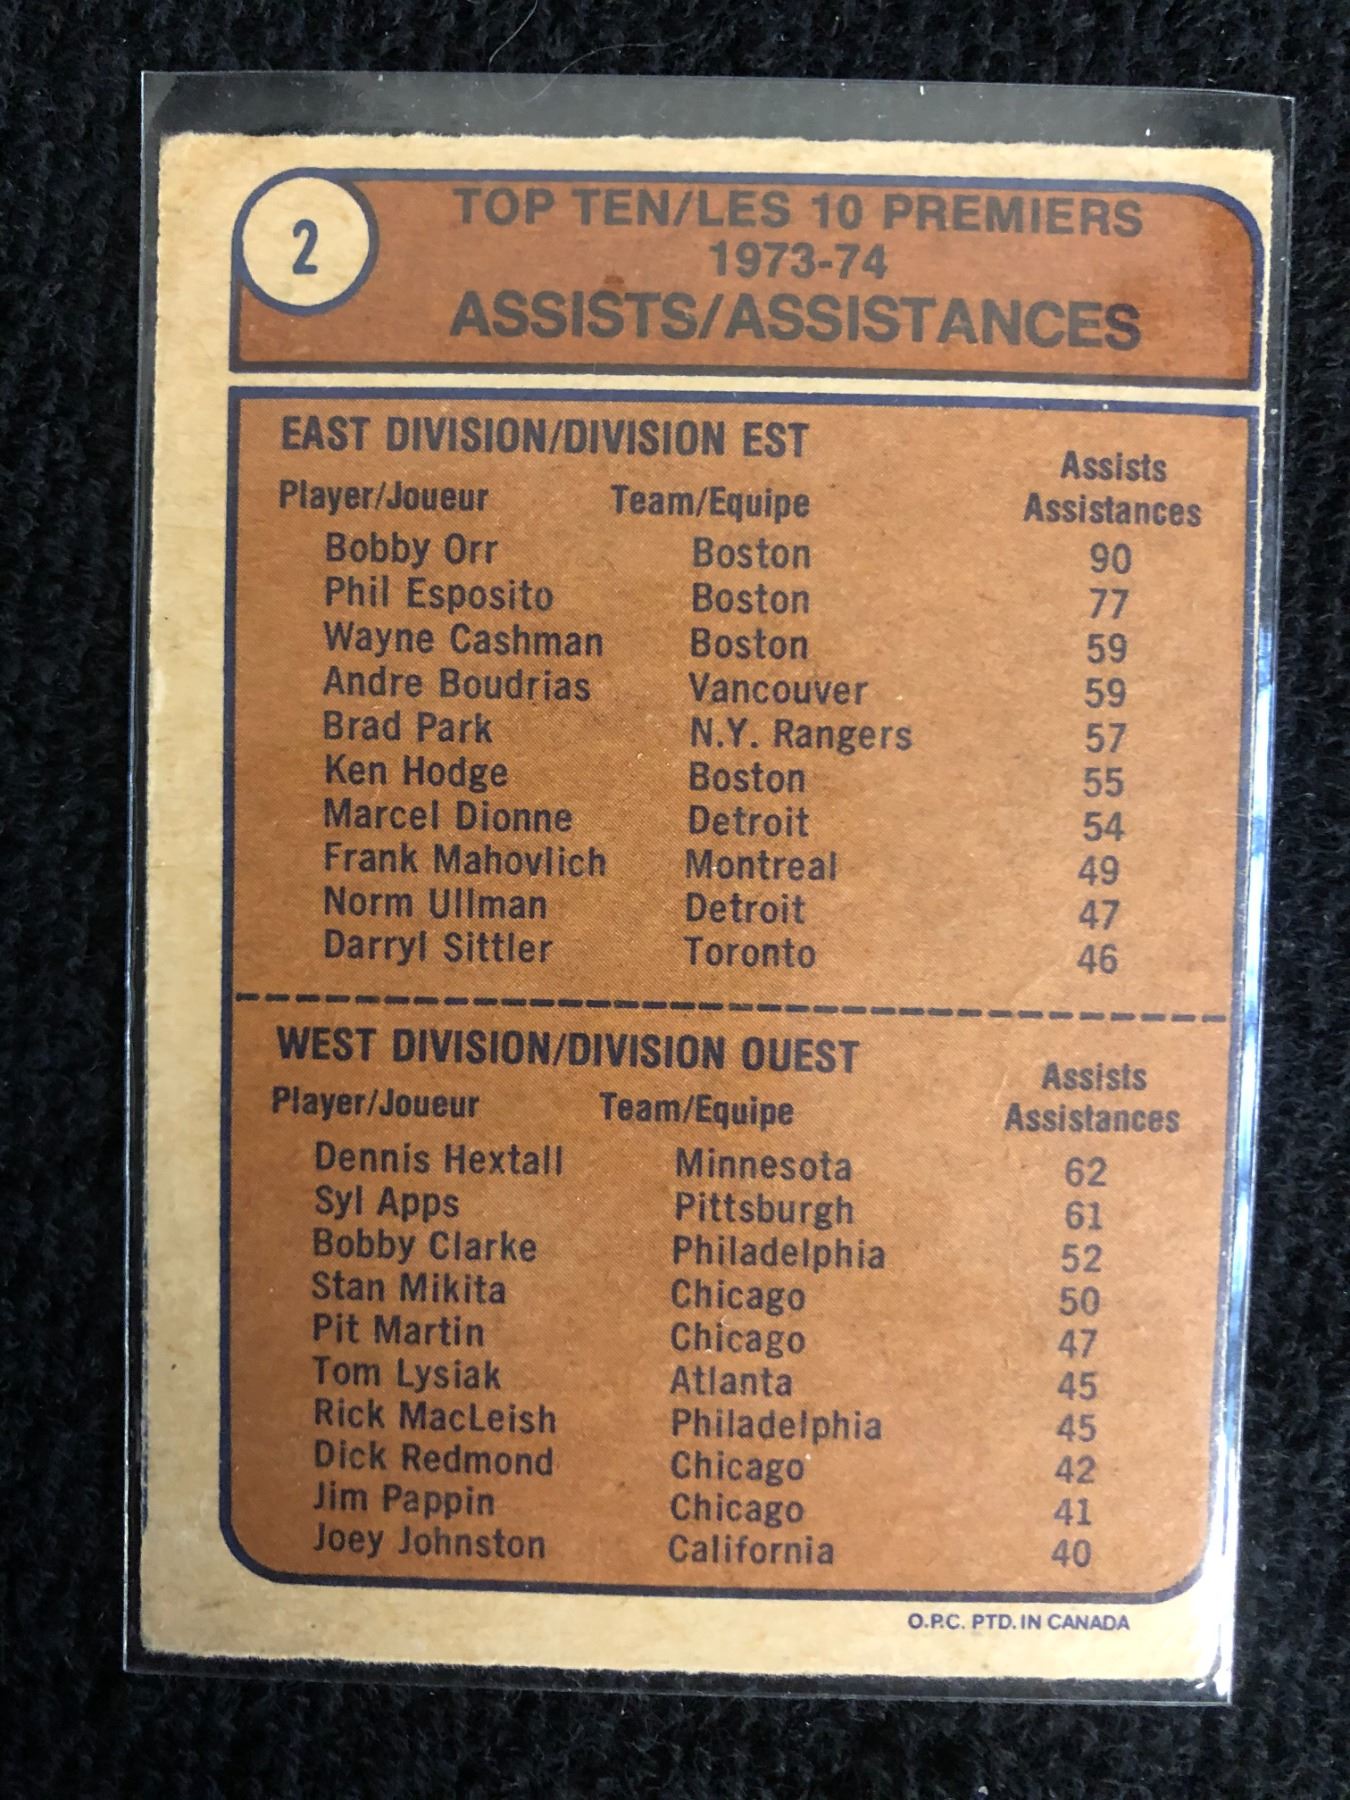 2
TOP TEN/LES 10 PREMIERS
1973-74
ASSISTS/ASSISTANCES
EAST DIVISION/DIVISION EST
Assists
Player/Joueur Team/Equipe Assistances
Bobby Orr Boston 90
Phil Esposito Boston 77
Wayne Cashman Boston 59
Andre Boudrias Vancouver 59
Brad Park N.Y. Rangers 57
Ken Hodge Boston 55
Marcel Dionne Detroit 54
Frank Mahovlich Montreal 49
Norm Ullman Detroit 47
Darryl Sittler Toronto 46
WEST DIVISION/DIVISION OUEST
Assists
Player/Joueur Team/Equipe Assistances
Dennis Hextall Minnesota 62
Syl Apps Pittsburgh 61
Bobby Clarke Philadelphia 52
Stan Mikita Chicago 50
Pit Martin Chicago 47
Tom Lysiak Atlanta 45
Rick MacLeish Philadelphia 45
Dick Redmond Chicago 42
Jim Pappin Chicago 41
Joey Johnston California 40
O.P.C. PTD. IN CANADA